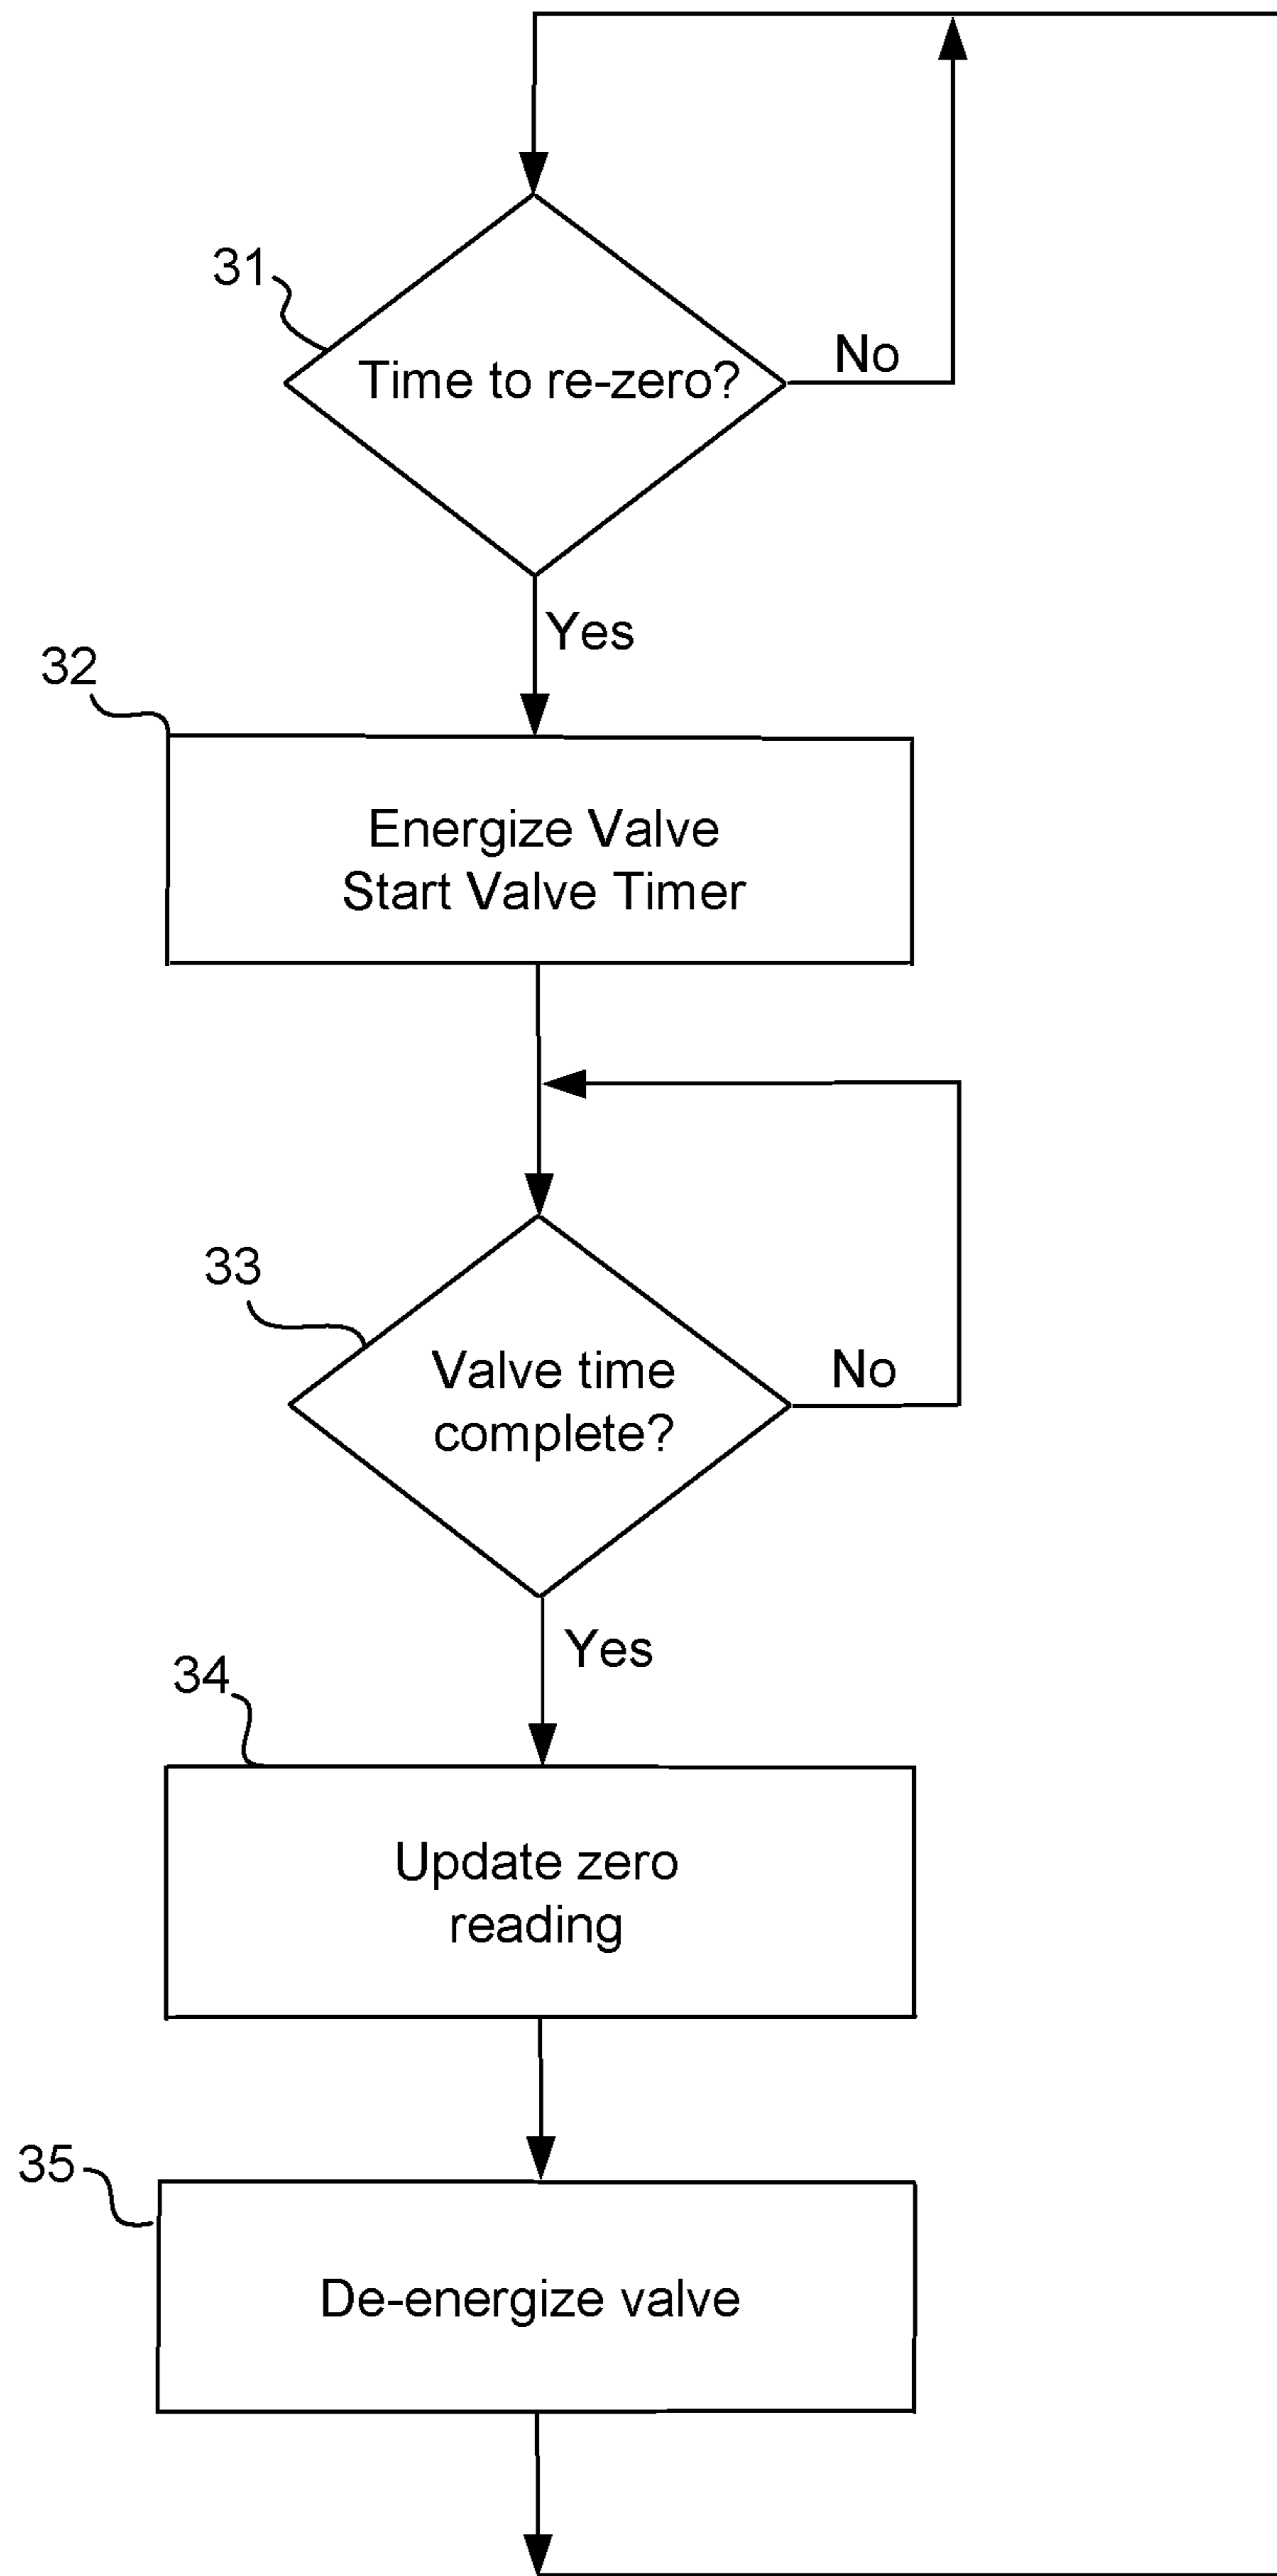 31
Time to re-zero?
No
Yes
32
Energize Valve
Start Valve Timer
33
Valve time
complete?
No
Yes
34
Update zero
reading
35
De-energize valve